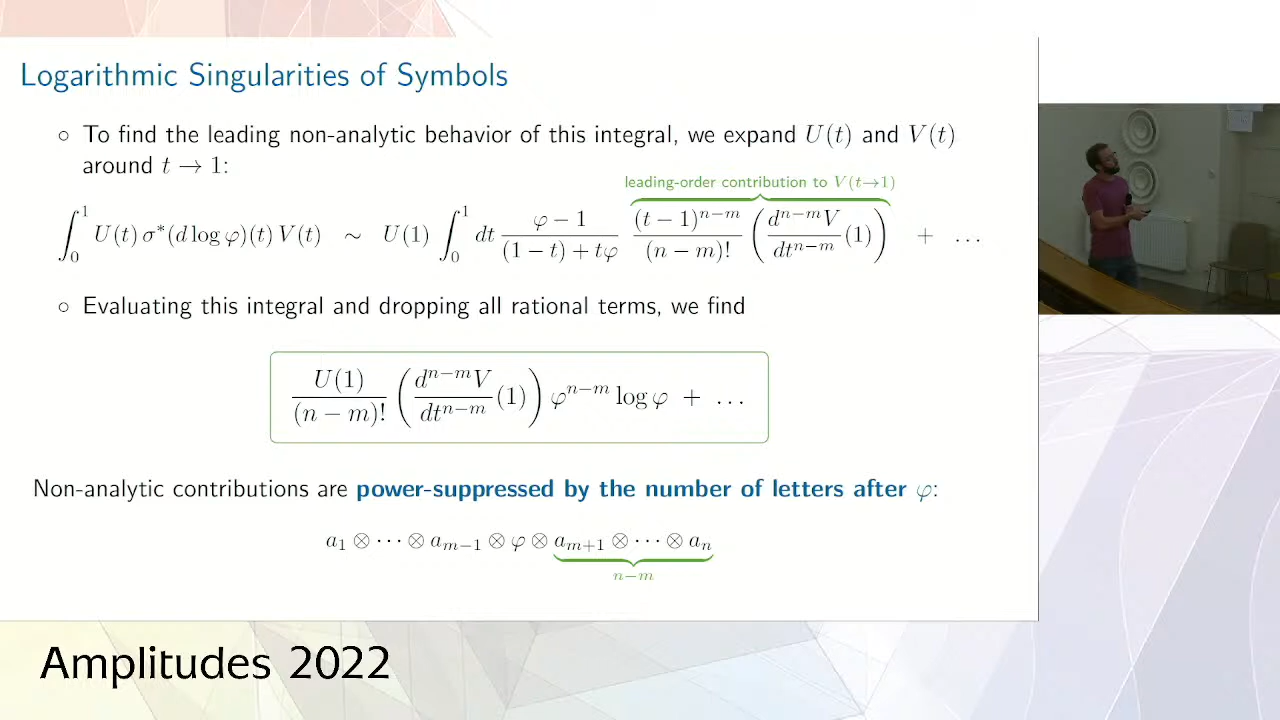 Logarithmic Singularities of Symbols
○ To find the leading non-analytic behavior of this integral, we expand U(t) and V(t)
around t → 1:
leading-order contribution to V(t→1)
∫₀¹ U(t) σ*(d log φ)(t) V(t) ∼ U(1) ∫₀¹ dt (φ − 1)/((1 − t) + tφ) (t − 1)^{n−m}/(n − m)! (d^{n−m}V/dt^{n−m}(1)) + …
○ Evaluating this integral and dropping all rational terms, we find
U(1)/(n − m)! (d^{n−m}V/dt^{n−m}(1)) φ^{n−m} log φ + …
Non-analytic contributions are power-suppressed by the number of letters after φ:
a₁ ⊗ ⋯ ⊗ a_{m−1} ⊗ φ ⊗ a_{m+1} ⊗ ⋯ ⊗ a_n
n−m
Amplitudes 2022